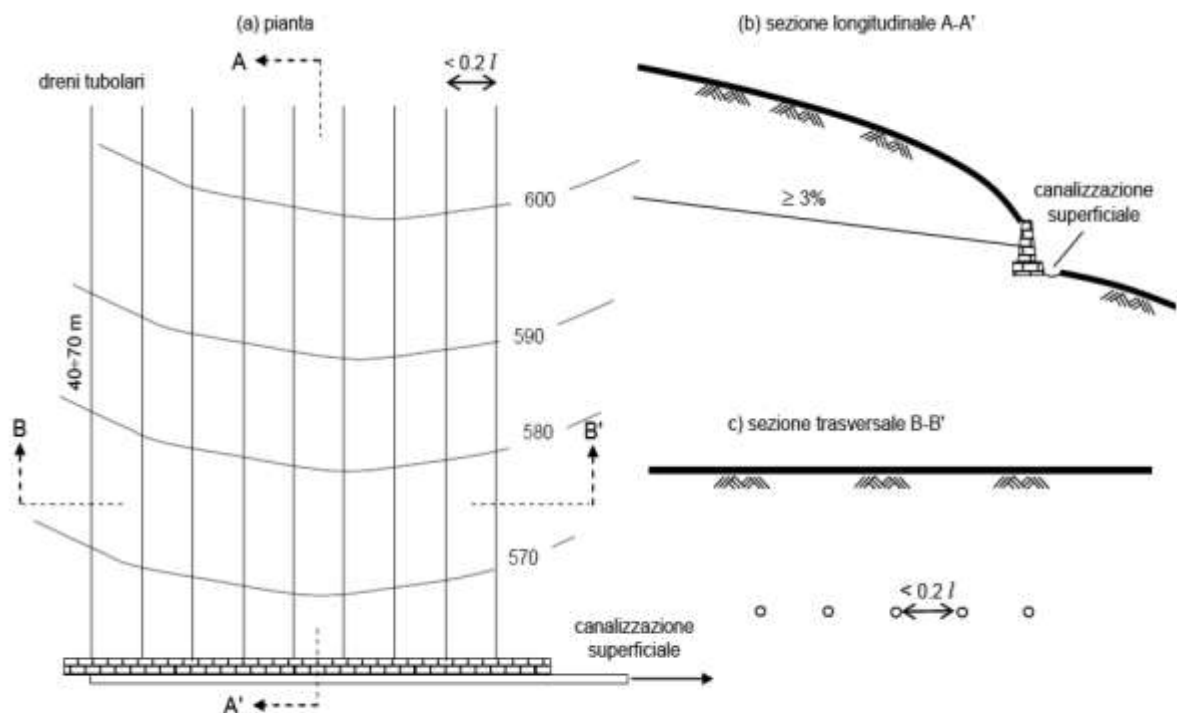 (a) pianta
A
< 0.2 l
dreni tubolari
600
590
40÷70 m
580
B
B'
570
canalizzazione
superficiale
A'
(b) sezione longitudinale A-A'
≥ 3%
canalizzazione
superficiale
c) sezione trasversale B-B'
< 0.2 l